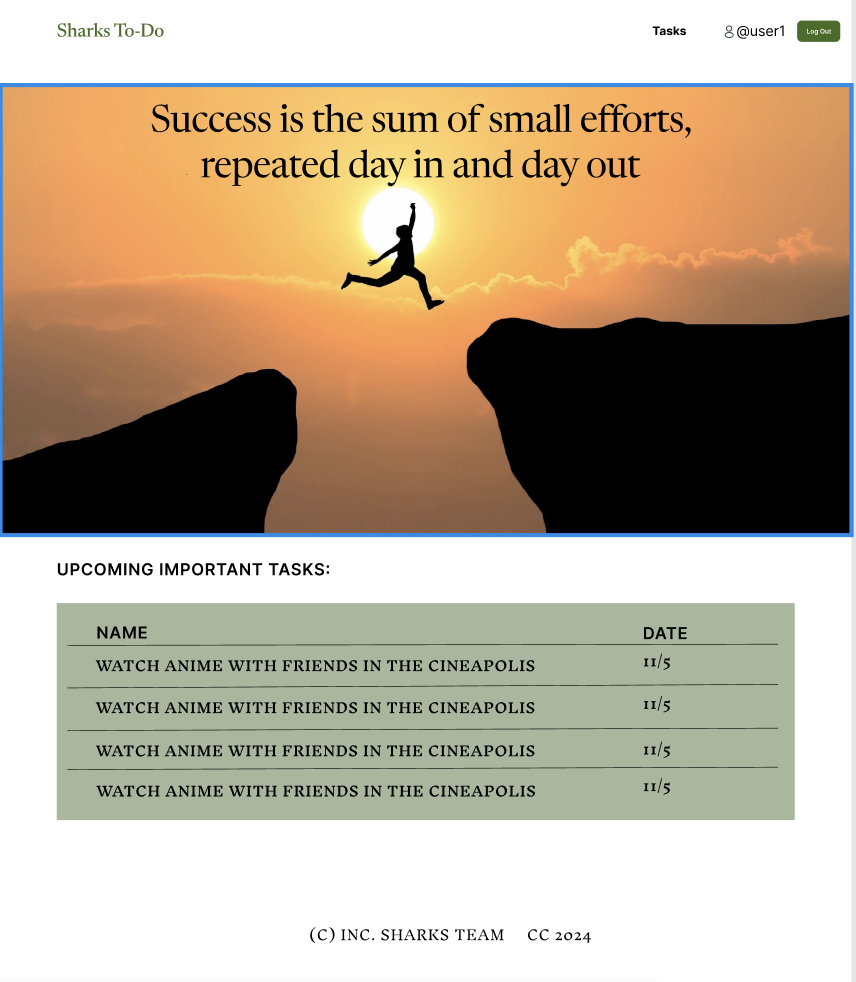 Sharks To-Do
Tasks
@user1
Log Out
Success is the sum of small efforts,
repeated day in and day out
UPCOMING IMPORTANT TASKS:
NAME DATE
WATCH ANIME WITH FRIENDS IN THE CINEAPOLIS 11/5
WATCH ANIME WITH FRIENDS IN THE CINEAPOLIS 11/5
WATCH ANIME WITH FRIENDS IN THE CINEAPOLIS 11/5
WATCH ANIME WITH FRIENDS IN THE CINEAPOLIS 11/5
(C) INC. SHARKS TEAM CC 2024